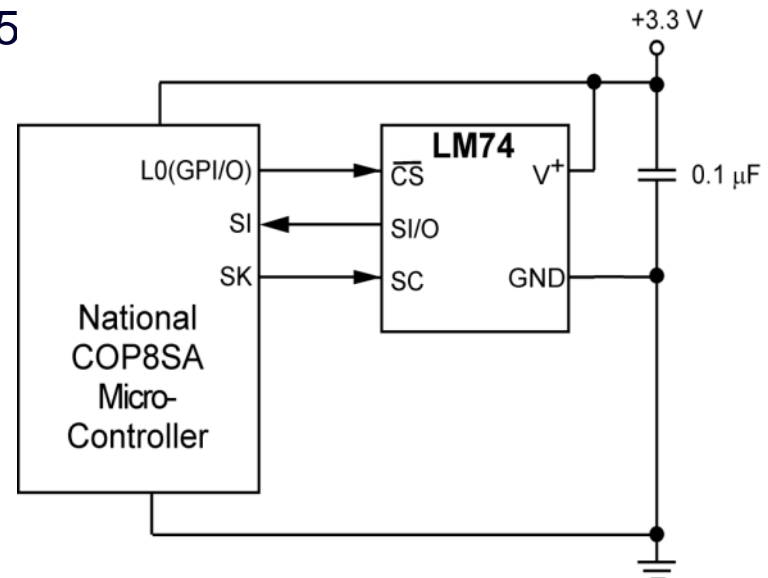 5
+3.3 V
LM74
L0(GPI/O)
CS
V+
0.1 μF
SI
SI/O
SK
SC
GND
National
COP8SA
Micro-
Controller